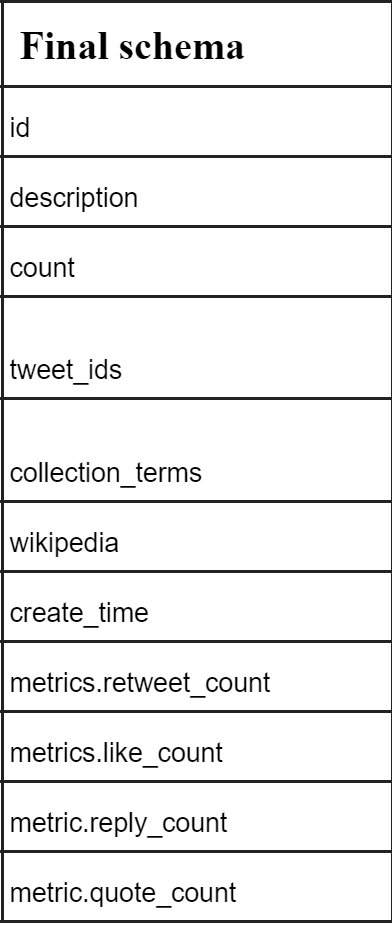 Final schema
id
description
count
tweet_ids
collection_terms
wikipedia
create_time
metrics.retweet_count
metrics.like_count
metric.reply_count
metric.quote_count